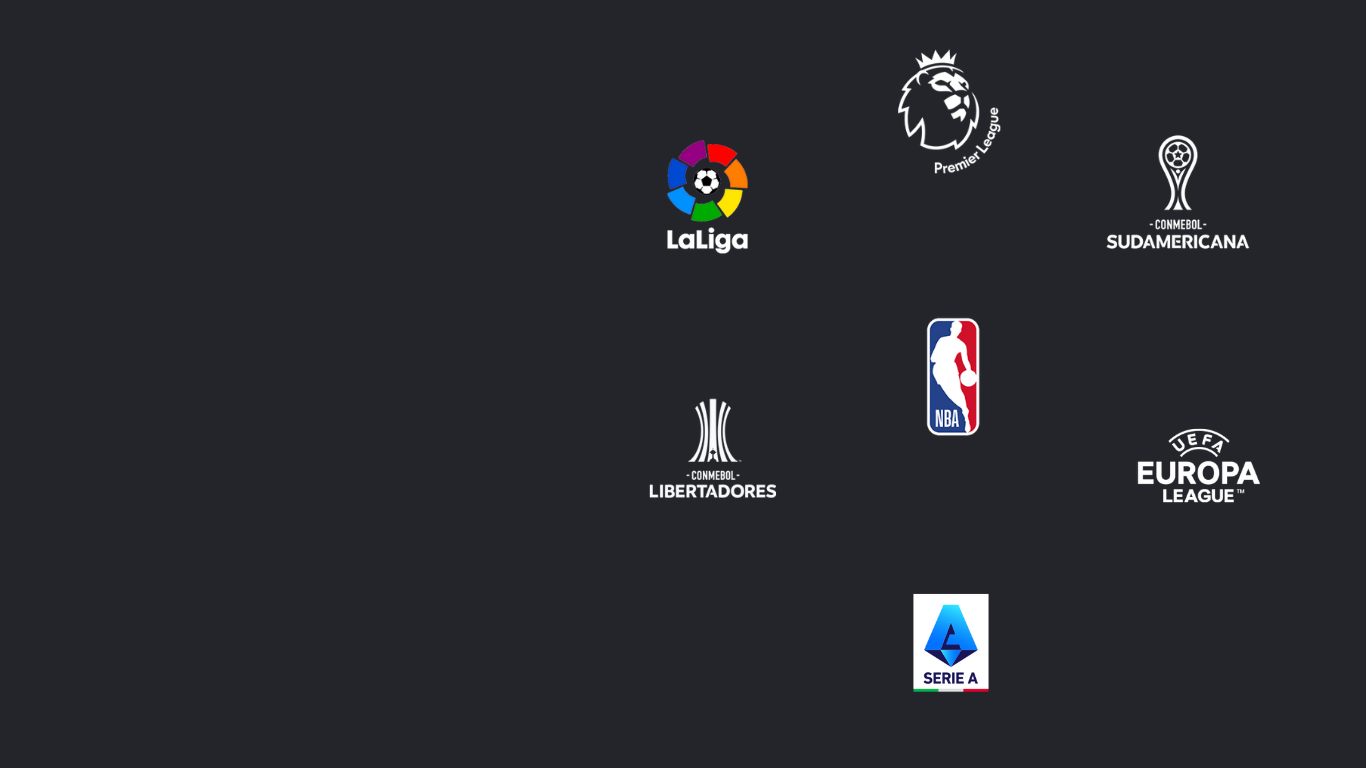 Premier League
LaLiga
-CONMEBOL-
SUDAMERICANA
NBA
-CONMEBOL-
LIBERTADORES
UEFA
EUROPA
LEAGUE™
SERIE A